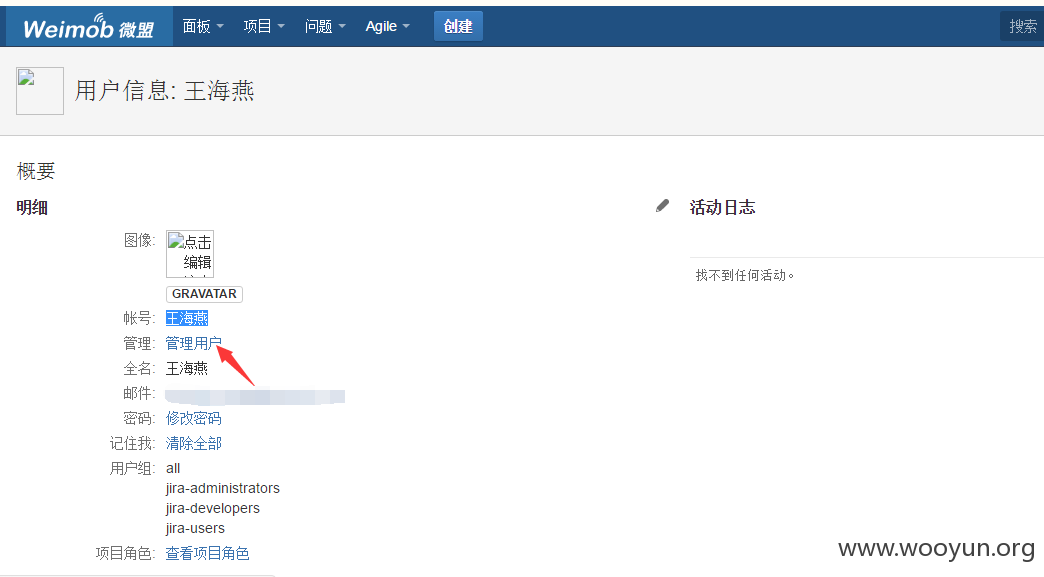 Weimob 微盟 面板 项目 问题 Agile 创建 搜索
用户信息: 王海燕
概要
明细
活动日志
图像:
点击
编辑
GRAVATAR
找不到任何活动。
帐号: 王海燕
管理: 管理用户
全名: 王海燕
邮件:
密码: 修改密码
记住我: 清除全部
用户组: all
jira-administrators
jira-developers
jira-users
项目角色: 查看项目角色
www.wooyun.org